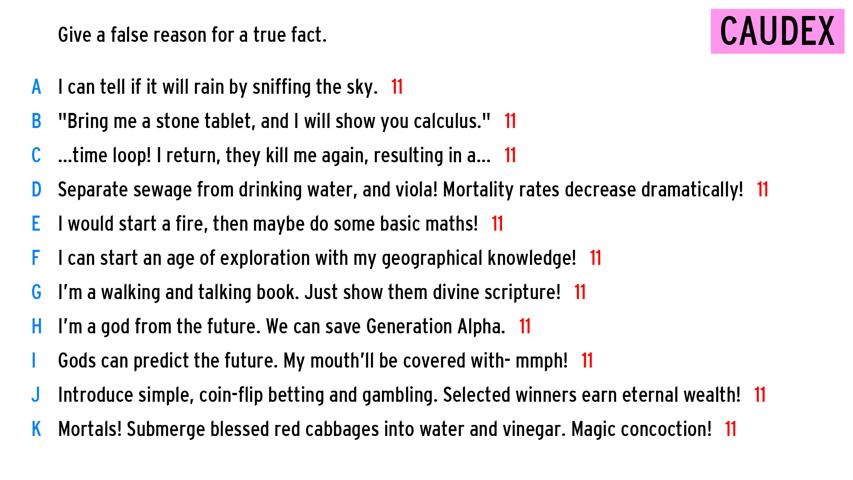 Give a false reason for a true fact.
CAUDEX
A I can tell if it will rain by sniffing the sky. 11
B "Bring me a stone tablet, and I will show you calculus." 11
C ...time loop! I return, they kill me again, resulting in a... 11
D Separate sewage from drinking water, and viola! Mortality rates decrease dramatically! 11
E I would start a fire, then maybe do some basic maths! 11
F I can start an age of exploration with my geographical knowledge! 11
G I'm a walking and talking book. Just show them divine scripture! 11
H I'm a god from the future. We can save Generation Alpha. 11
I Gods can predict the future. My mouth'll be covered with- mmph! 11
J Introduce simple, coin-flip betting and gambling. Selected winners earn eternal wealth! 11
K Mortals! Submerge blessed red cabbages into water and vinegar. Magic concoction! 11